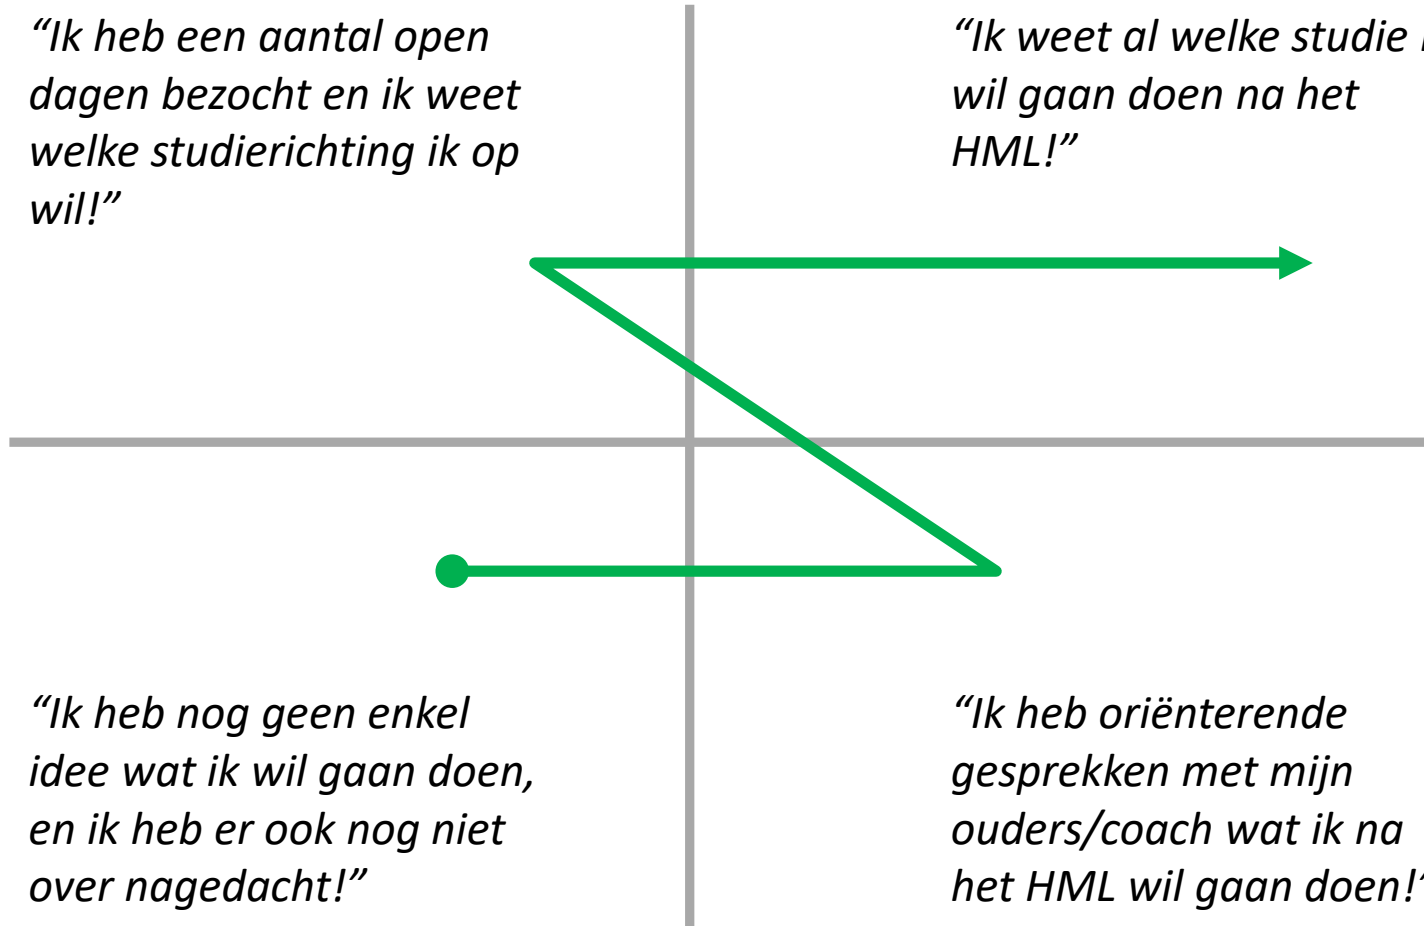 “Ik heb een aantal open
dagen bezocht en ik weet
welke studierichting ik op
wil!”
“Ik weet al welke studie
wil gaan doen na het
HML!”
“Ik heb nog geen enkel
idee wat ik wil gaan doen,
en ik heb er ook nog niet
over nagedacht!”
“Ik heb oriënterende
gesprekken met mijn
ouders/coach wat ik na
het HML wil gaan doen!”